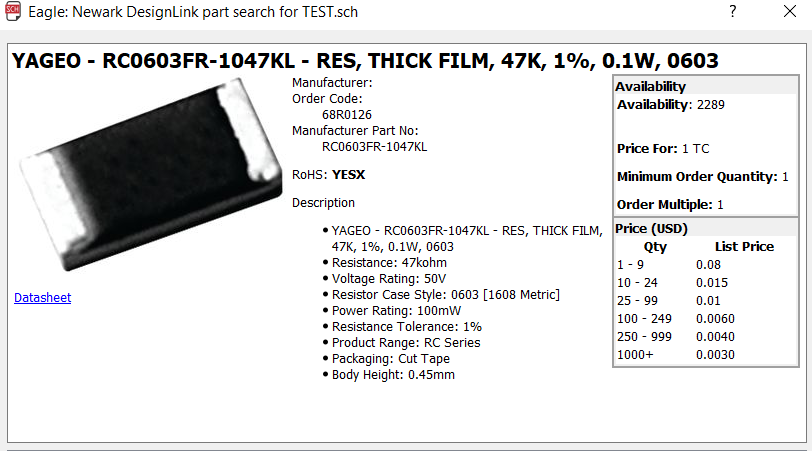 Eagle: Newark DesignLink part search for TEST.sch
YAGEO - RC0603FR-1047KL - RES, THICK FILM, 47K, 1%, 0.1W, 0603
Manufacturer:
Order Code:
68R0126
Manufacturer Part No:
RC0603FR-1047KL
RoHS: YESX
Description
• YAGEO - RC0603FR-1047KL - RES, THICK FILM,
47K, 1%, 0.1W, 0603
• Resistance: 47kohm
• Voltage Rating: 50V
• Resistor Case Style: 0603 [1608 Metric]
• Power Rating: 100mW
• Resistance Tolerance: 1%
• Product Range: RC Series
• Packaging: Cut Tape
• Body Height: 0.45mm
Datasheet
Availability
Availability: 2289
Price For: 1 TC
Minimum Order Quantity: 1
Order Multiple: 1
Price (USD)
Qty List Price
1 - 9 0.08
10 - 24 0.015
25 - 99 0.01
100 - 249 0.0060
250 - 999 0.0040
1000+ 0.0030